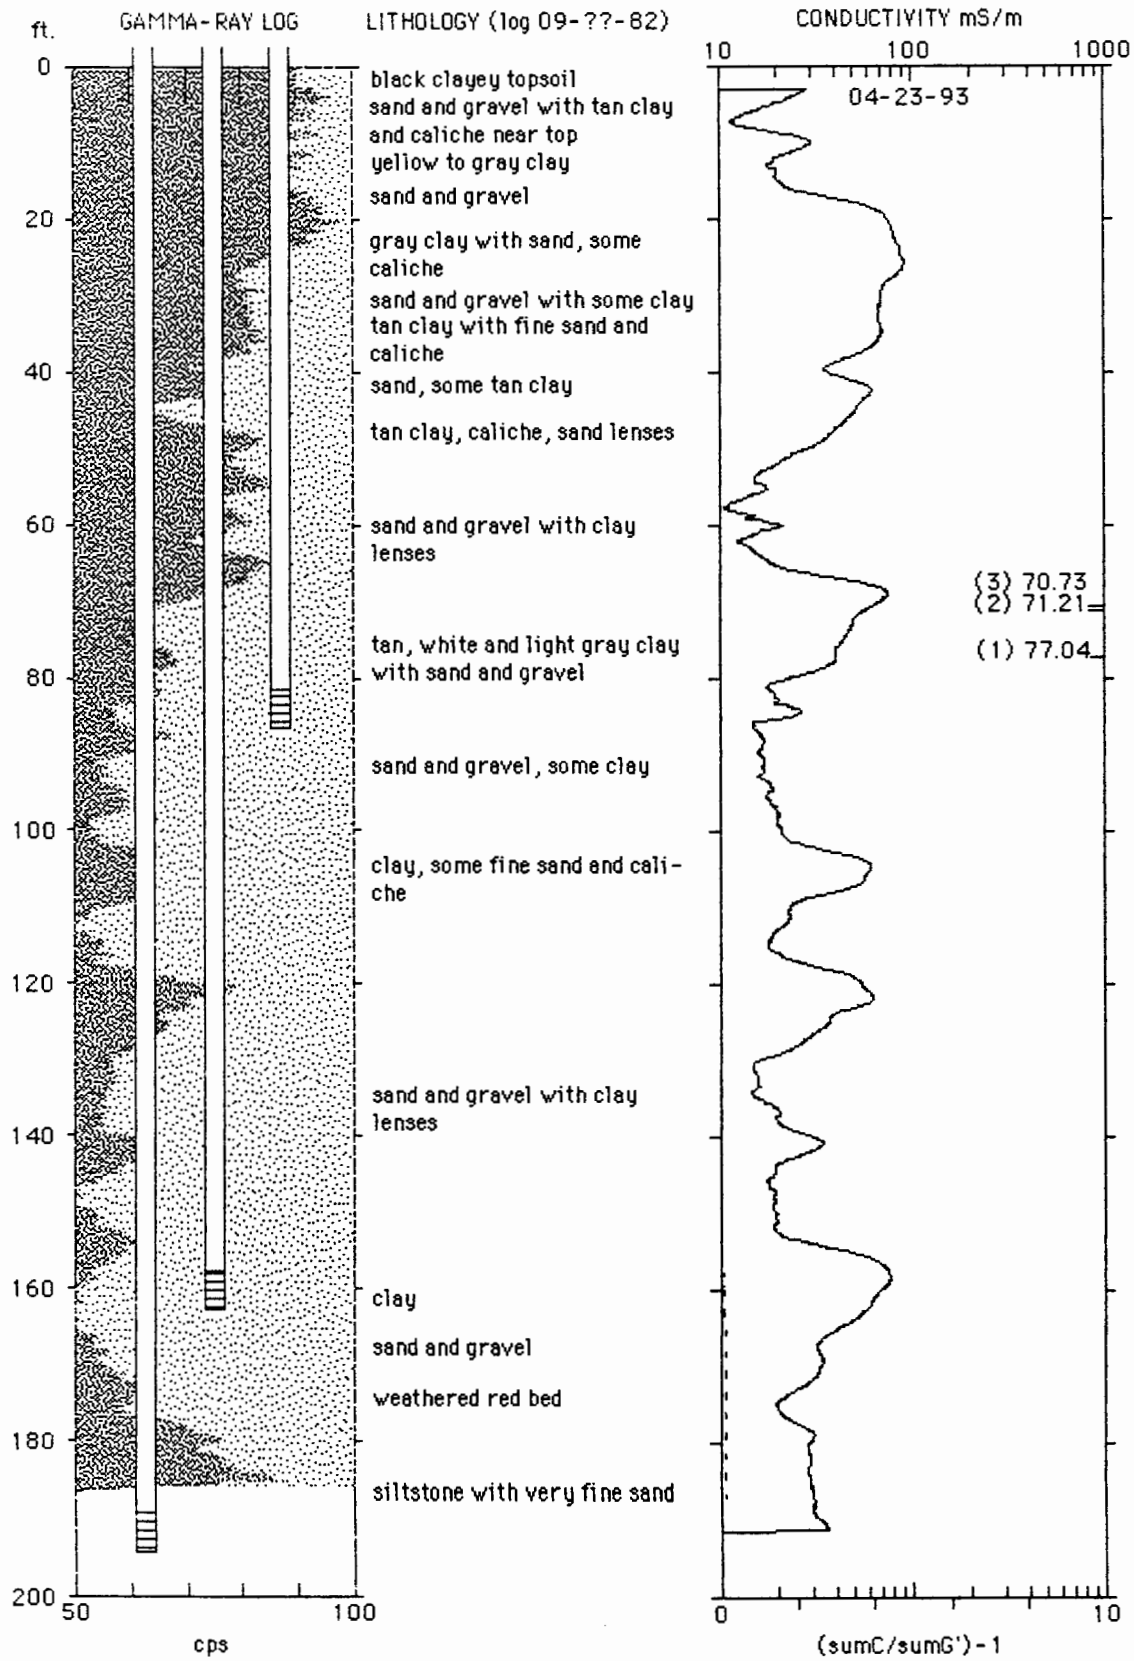 GAMMA-RAY LOG
LITHOLOGY (log 09-??-82)
CONDUCTIVITY mS/m
ft.
10
100
1000
0
04-23-93
black clayey topsoil
sand and gravel with tan clay
and caliche near top
yellow to gray clay
sand and gravel
20
gray clay with sand, some
caliche
sand and gravel with some clay
tan clay with fine sand and
caliche
40
sand, some tan clay
tan clay, caliche, sand lenses
60
sand and gravel with clay
lenses
(3) 70.73
(2) 71.21
(1) 77.04
tan, white and light gray clay
with sand and gravel
80
sand and gravel, some clay
100
clay, some fine sand and cali-
che
120
sand and gravel with clay
lenses
140
160
clay
sand and gravel
weathered red bed
180
siltstone with very fine sand
200
50
100
0
10
cps
(sumC/sumG')-1